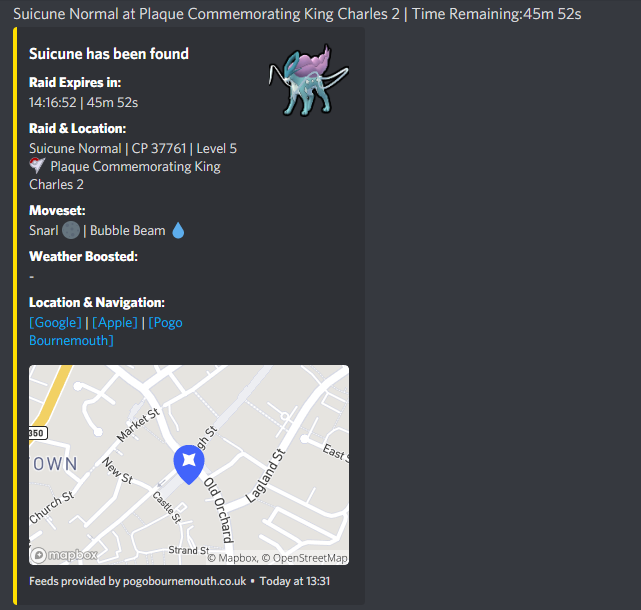 Suicune Normal at Plaque Commemorating King Charles 2 | Time Remaining:45m 52s
Suicune has been found
Raid Expires in:
14:16:52 | 45m 52s
Raid & Location:
Suicune Normal | CP 37761 | Level 5
Plaque Commemorating King
Charles 2
Moveset:
Snarl | Bubble Beam
Weather Boosted:
-
Location & Navigation:
[Google] | [Apple] | [Pogo
Bournemouth]
350
Market St
gh St
East S
TOWN
New St
Lagland St
Church St
Castle St
Old Orchard
Strand St
mapbox
© Mapbox, © OpenStreetMap
Feeds provided by pogobournemouth.co.uk • Today at 13:31